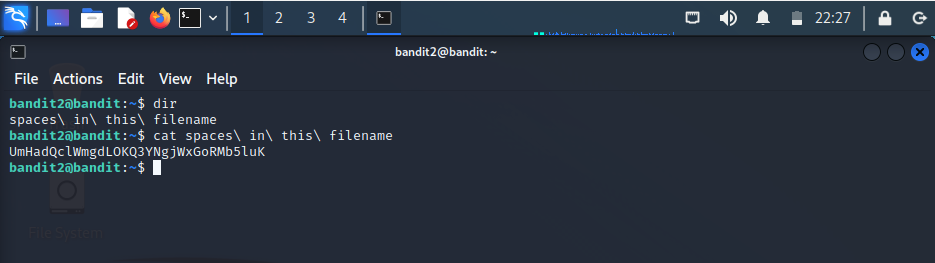 1 2 3 4 22:27
bandit2@bandit: ~
File Actions Edit View Help
bandit2@bandit:~$ dir
spaces\ in\ this\ filename
bandit2@bandit:~$ cat spaces\ in\ this\ filename
UmHadQclWmgdLOKQ3YNgjWxGoRMb5luK
bandit2@bandit:~$
File System